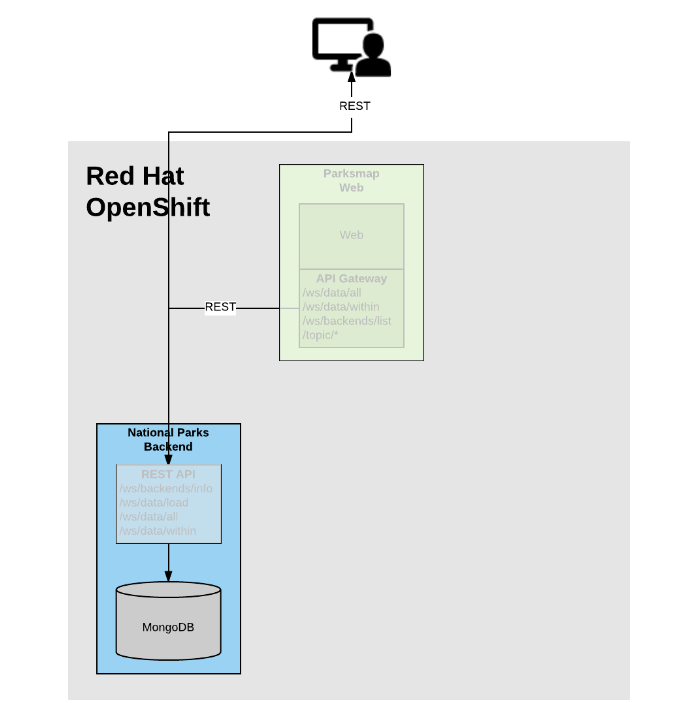 REST
Red Hat
OpenShift
Parksmap
Web
Web
API Gateway
/ws/data/all
/ws/data/within
/ws/backends/list
/topic/*
REST
National Parks
Backend
REST API
/ws/backends/info
/ws/data/load
/ws/data/all
/ws/data/within
MongoDB